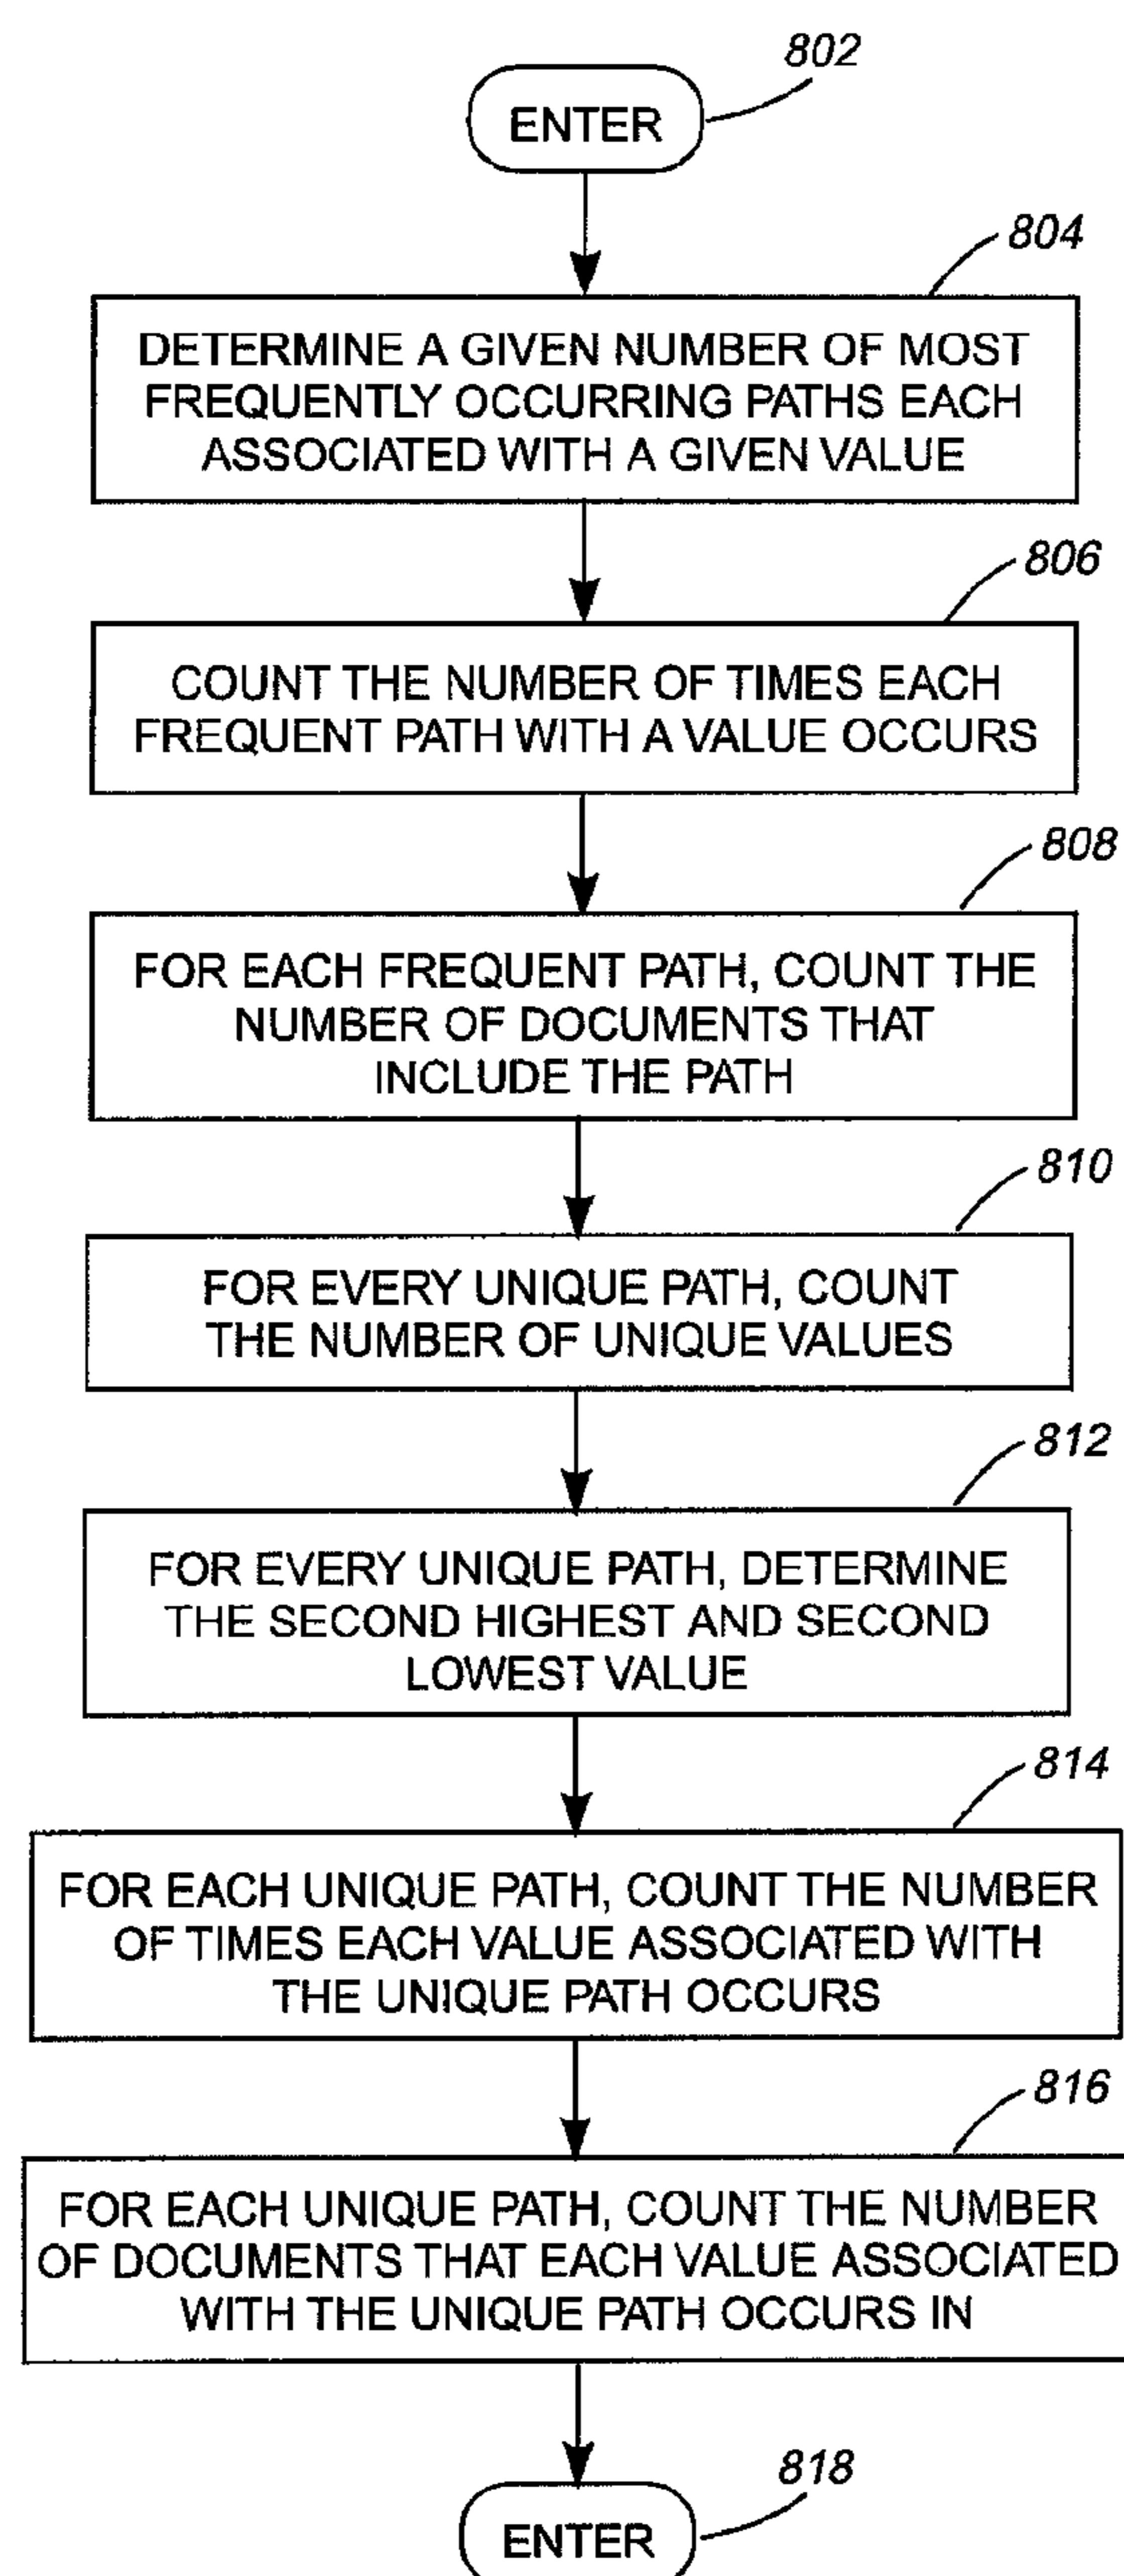 802
ENTER
804
DETERMINE A GIVEN NUMBER OF MOST
FREQUENTLY OCCURRING PATHS EACH
ASSOCIATED WITH A GIVEN VALUE
806
COUNT THE NUMBER OF TIMES EACH
FREQUENT PATH WITH A VALUE OCCURS
808
FOR EACH FREQUENT PATH, COUNT THE
NUMBER OF DOCUMENTS THAT
INCLUDE THE PATH
810
FOR EVERY UNIQUE PATH, COUNT
THE NUMBER OF UNIQUE VALUES
812
FOR EVERY UNIQUE PATH, DETERMINE
THE SECOND HIGHEST AND SECOND
LOWEST VALUE
814
FOR EACH UNIQUE PATH, COUNT THE NUMBER
OF TIMES EACH VALUE ASSOCIATED WITH
THE UNIQUE PATH OCCURS
816
FOR EACH UNIQUE PATH, COUNT THE NUMBER
OF DOCUMENTS THAT EACH VALUE ASSOCIATED
WITH THE UNIQUE PATH OCCURS IN
818
ENTER